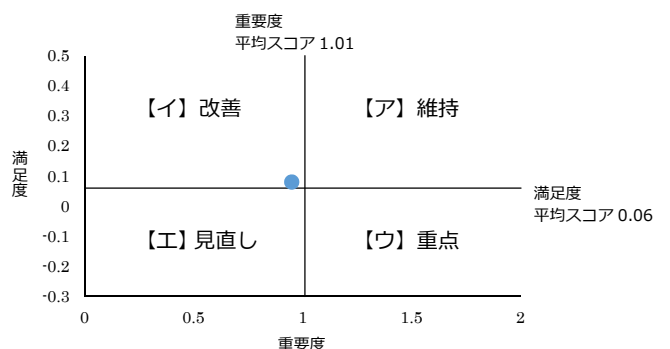 重要度
平均スコア 1.01
0.5
0.4
0.3
0.2
0.1
0
-0.1
-0.2
-0.3
満足度
【イ】改善
【ア】維持
【エ】見直し
【ウ】重点
満足度
平均スコア 0.06
0
0.5
1
1.5
2
重要度